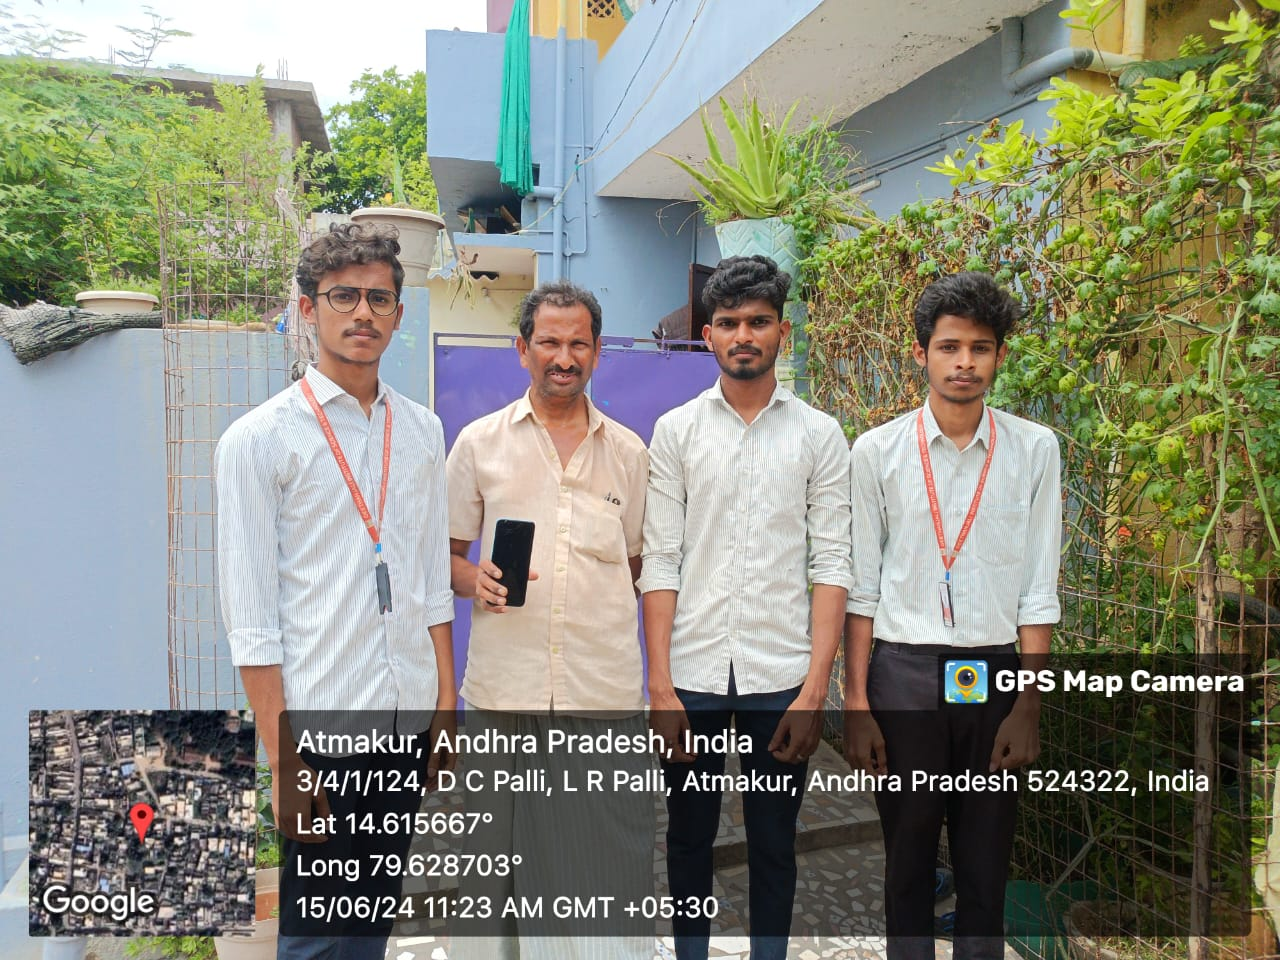 GPS Map Camera
Atmakur, Andhra Pradesh, India
3/4/1/124, D C Palli, L R Palli, Atmakur, Andhra Pradesh 524322, India
Lat 14.615667°
Long 79.628703°
15/06/24 11:23 AM GMT +05:30
Google